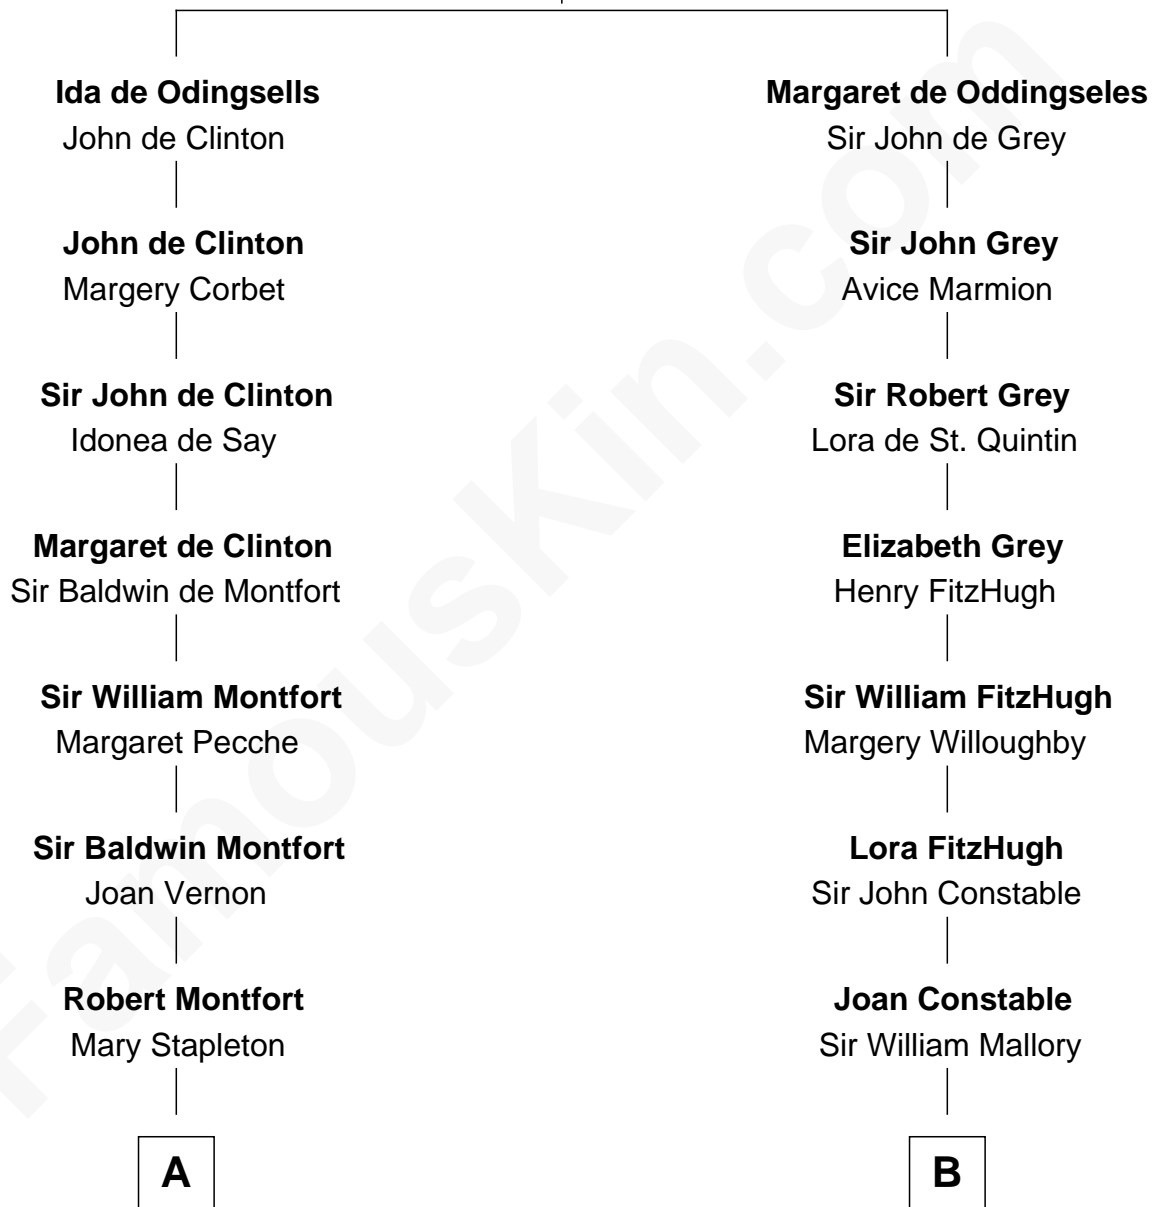 Ida de Odingsells
John de Clinton
John de Clinton
Margery Corbet
Sir John de Clinton
Idonea de Say
Margaret de Clinton
Sir Baldwin de Montfort
Sir William Montfort
Margaret Pecche
Sir Baldwin Montfort
Joan Vernon
Robert Montfort
Mary Stapleton
A
Margaret de Oddingseles
Sir John de Grey
Sir John Grey
Avice Marmion
Sir Robert Grey
Lora de St. Quintin
Elizabeth Grey
Henry FitzHugh
Sir William FitzHugh
Margery Willoughby
Lora FitzHugh
Sir John Constable
Joan Constable
Sir William Mallory
B
FamousKin.com